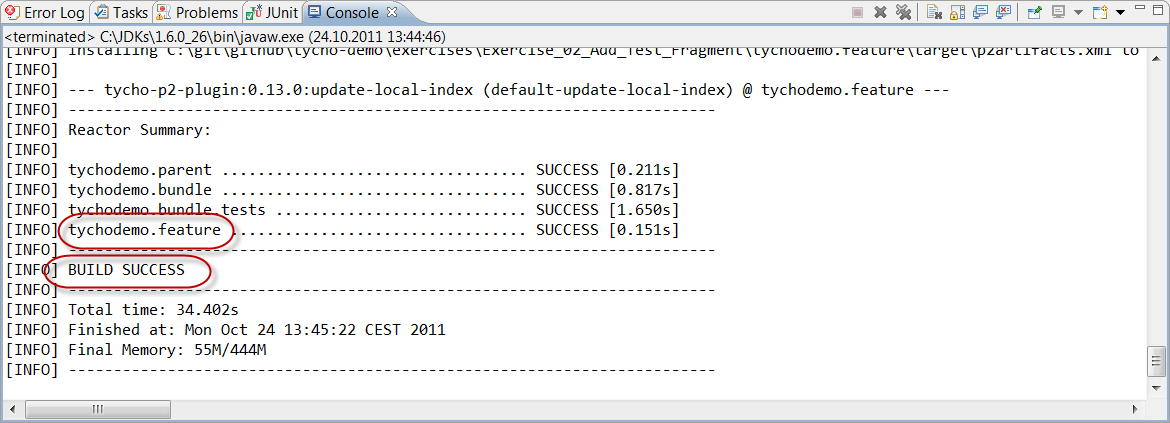 Error Log Tasks Problems JUnit Console
<terminated> C:\JDKs\1.6.0_26\bin\javaw.exe (24.10.2011 13:44:46)
[INFO] Installing C:\git\github\tycho-demo\exercises\Exercise_02_Add_Test_Fragment\tychodemo.feature\target\p2artifacts.xml to
[INFO]
[INFO] --- tycho-p2-plugin:0.13.0:update-local-index (default-update-local-index) @ tychodemo.feature ---
[INFO] ------------------------------------------------------------------------
[INFO] Reactor Summary:
[INFO]
[INFO] tychodemo.parent .................................. SUCCESS [0.211s]
[INFO] tychodemo.bundle .................................. SUCCESS [0.817s]
[INFO] tychodemo.bundle.tests ............................ SUCCESS [1.650s]
[INFO] tychodemo.feature ................................. SUCCESS [0.151s]
[INFO] ------------------------------------------------------------------------
[INFO] BUILD SUCCESS
[INFO] ------------------------------------------------------------------------
[INFO] Total time: 34.402s
[INFO] Finished at: Mon Oct 24 13:45:22 CEST 2011
[INFO] Final Memory: 55M/444M
[INFO] ------------------------------------------------------------------------